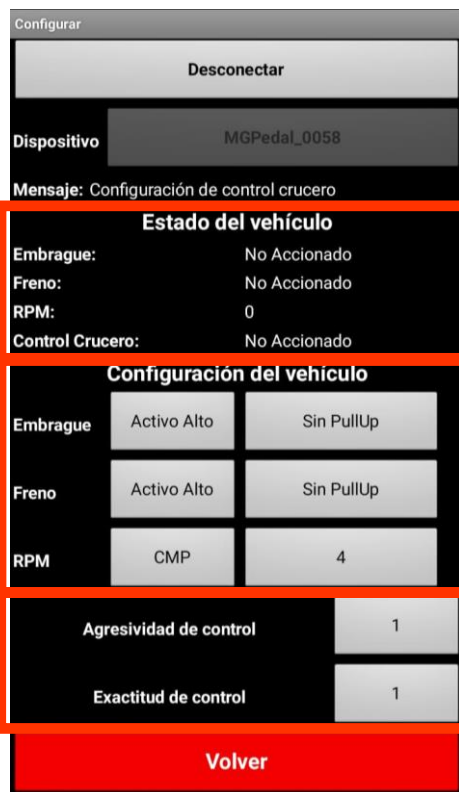 Configurar
Desconectar
Dispositivo MGPedal_0058
Mensaje: Configuración de control crucero
Estado del vehículo
Embrague: No Accionado
Freno: No Accionado
RPM: 0
Control Crucero: No Accionado
Configuración del vehículo
Embrague Activo Alto Sin PullUp
Freno Activo Alto Sin PullUp
RPM CMP 4
Agresividad de control 1
Exactitud de control 1
Volver